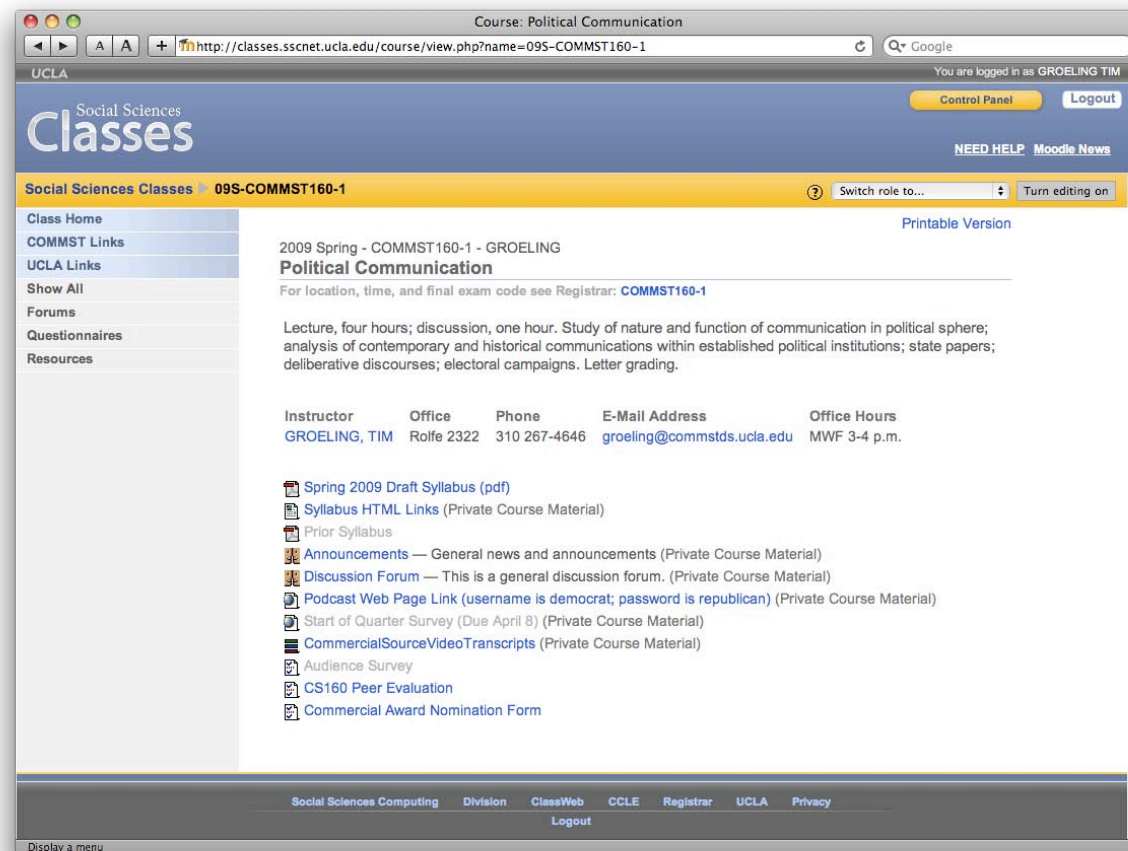 Course: Political Communication
A A + http://classes.sscnet.ucla.edu/course/view.php?name=09S-COMMST160-1 Google
UCLA You are logged in as GROELING TIM
Control Panel Logout
Social Sciences
Classes
NEED HELP Moodle News
Social Sciences Classes 09S-COMMST160-1 ? Switch role to... Turn editing on
Class Home
COMMST Links
UCLA Links
Show All
Forums
Questionnaires
Resources
Printable Version
2009 Spring - COMMST160-1 - GROELING
Political Communication
For location, time, and final exam code see Registrar: COMMST160-1
Lecture, four hours; discussion, one hour. Study of nature and function of communication in political sphere;
analysis of contemporary and historical communications within established political institutions; state papers;
deliberative discourses; electoral campaigns. Letter grading.
Instructor Office Phone E-Mail Address Office Hours
GROELING, TIM Rolfe 2322 310 267-4646 groeling@commstds.ucla.edu MWF 3-4 p.m.
Spring 2009 Draft Syllabus (pdf)
Syllabus HTML Links (Private Course Material)
Prior Syllabus
Announcements — General news and announcements (Private Course Material)
Discussion Forum — This is a general discussion forum. (Private Course Material)
Podcast Web Page Link (username is democrat; password is republican) (Private Course Material)
Start of Quarter Survey (Due April 8) (Private Course Material)
CommercialSourceVideoTranscripts (Private Course Material)
Audience Survey
CS160 Peer Evaluation
Commercial Award Nomination Form
Social Sciences Computing Division ClassWeb CCLE Registrar UCLA Privacy
Logout
Display a menu